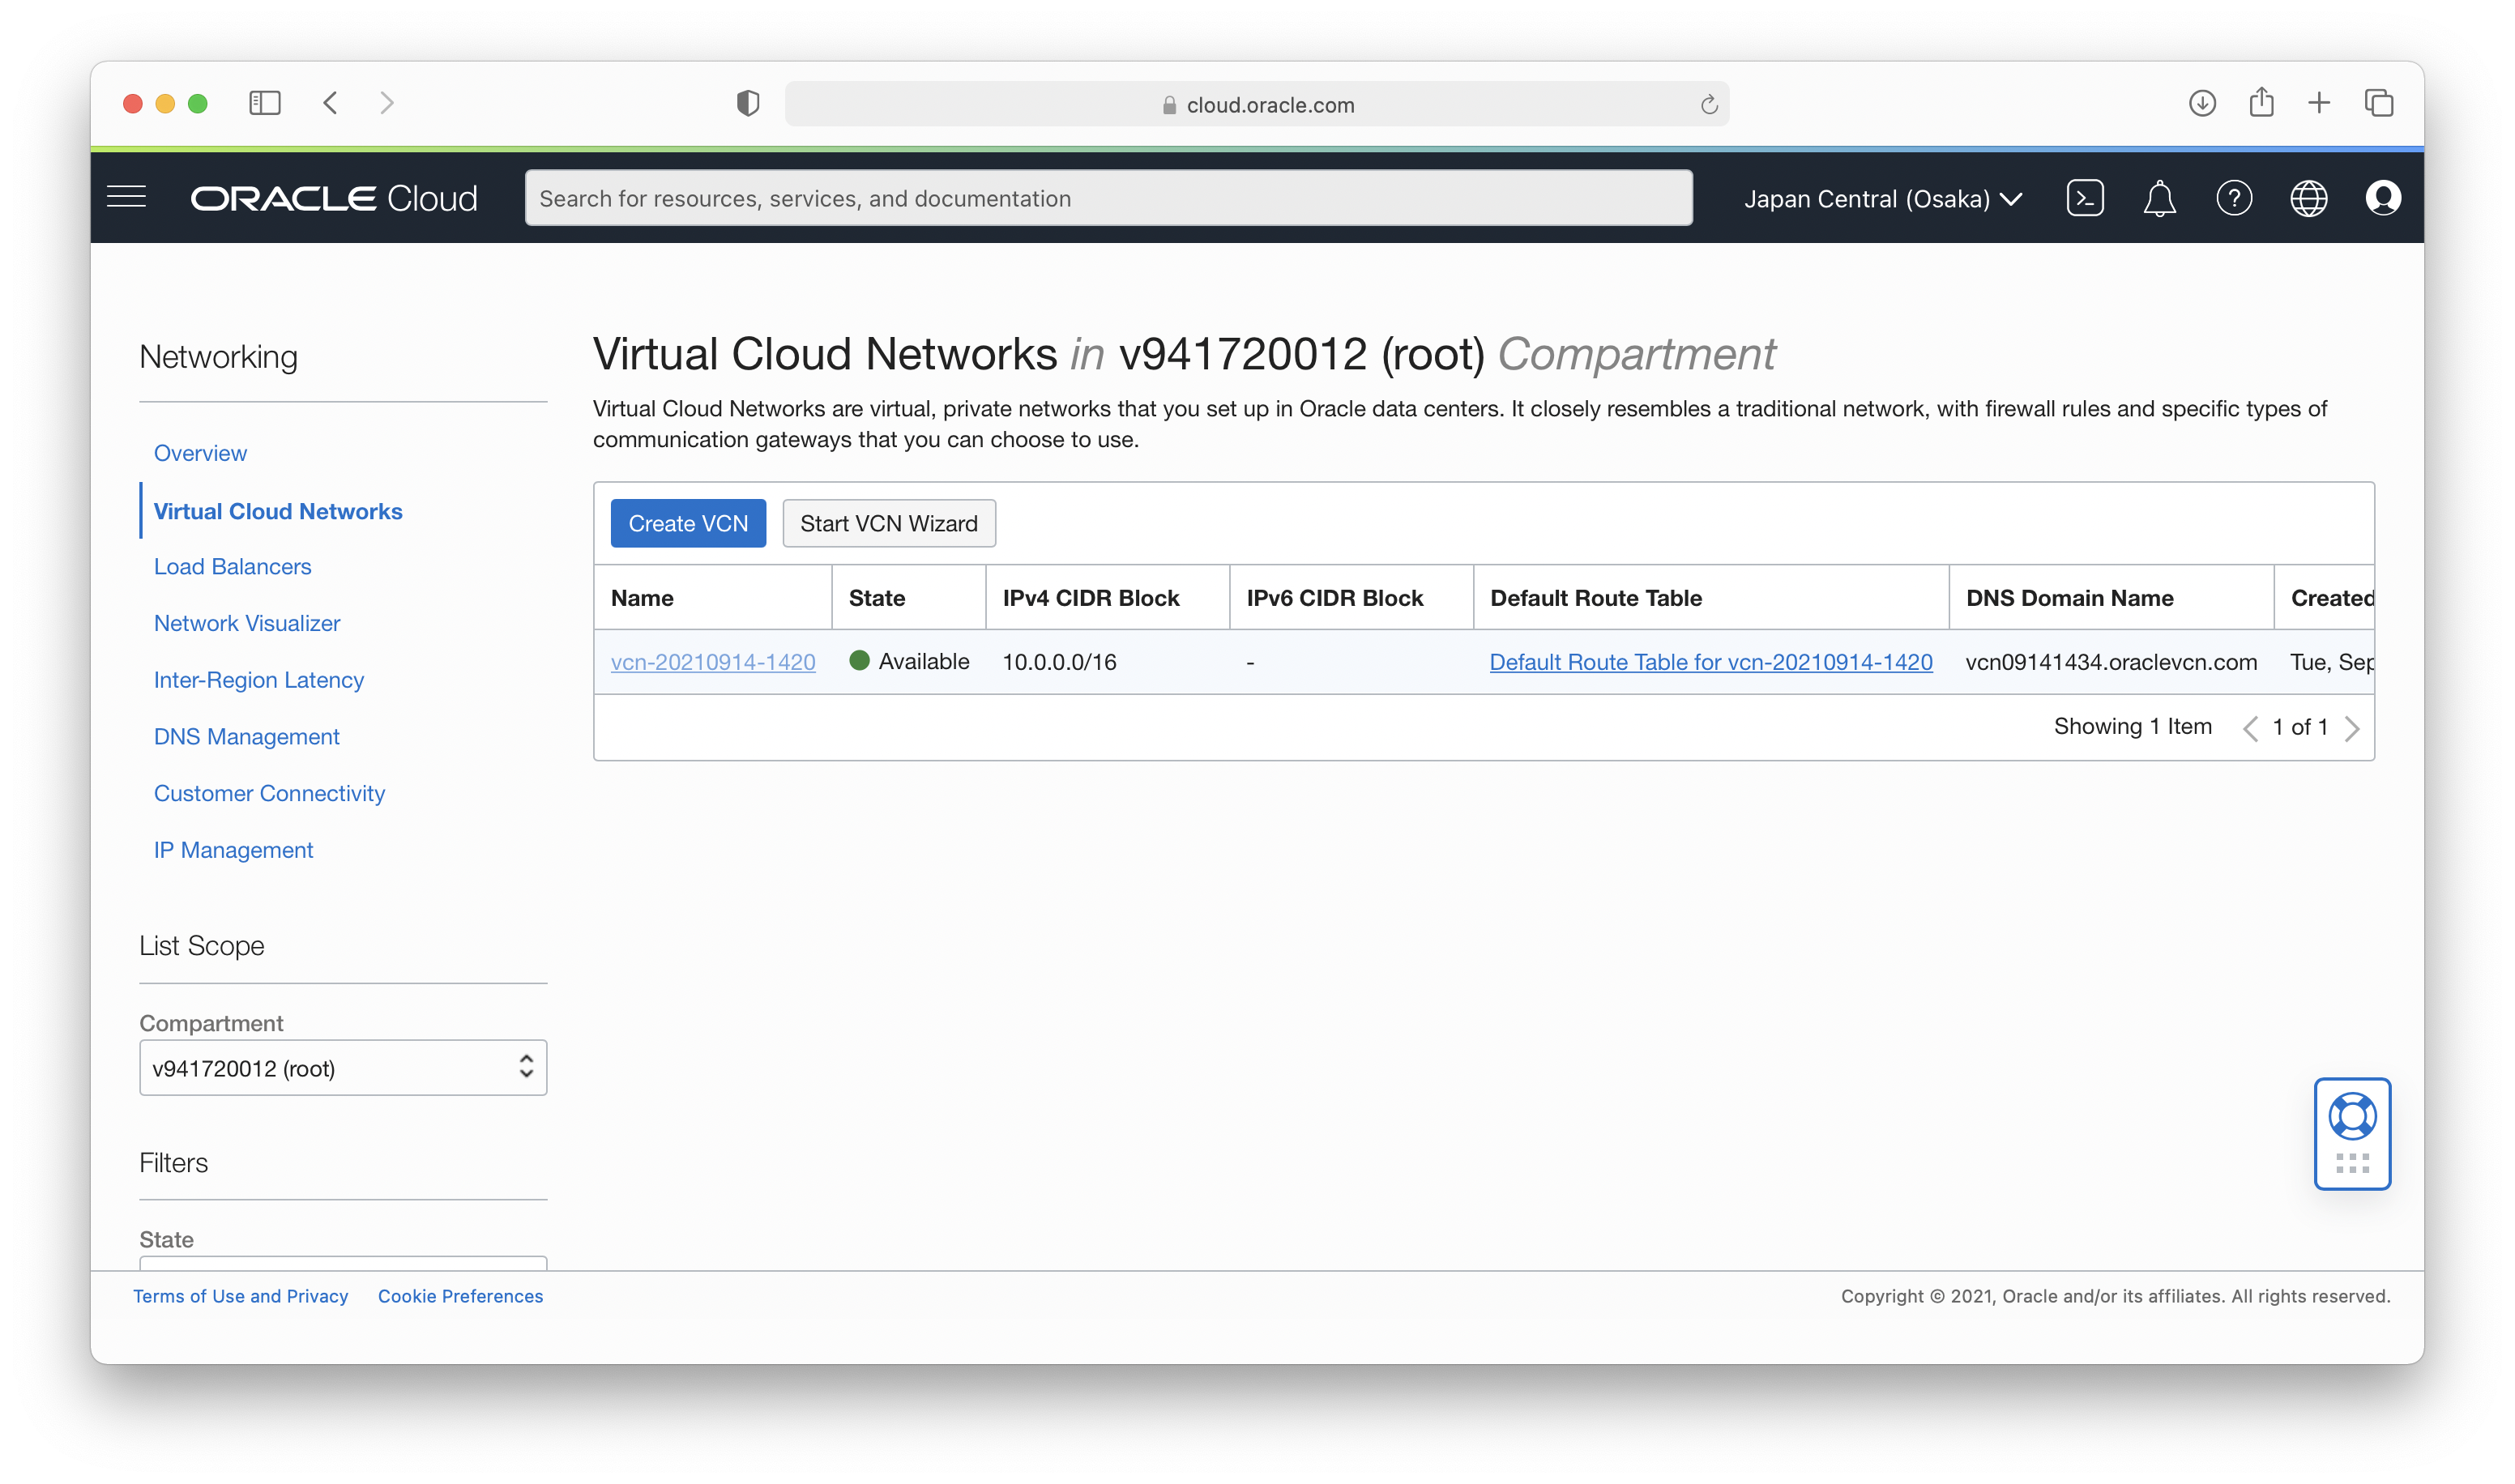 cloud.oracle.com
ORACLE Cloud
Search for resources, services, and documentation
Japan Central (Osaka)
Networking
Overview
Virtual Cloud Networks
Load Balancers
Network Visualizer
Inter-Region Latency
DNS Management
Customer Connectivity
IP Management
List Scope
Compartment
v941720012 (root)
Filters
State
Virtual Cloud Networks in v941720012 (root) Compartment
Virtual Cloud Networks are virtual, private networks that you set up in Oracle data centers. It closely resembles a traditional network, with firewall rules and specific types of
communication gateways that you can choose to use.
Create VCN Start VCN Wizard
Name State IPv4 CIDR Block IPv6 CIDR Block Default Route Table DNS Domain Name Created
vcn-20210914-1420 Available 10.0.0.0/16 - Default Route Table for vcn-20210914-1420 vcn09141434.oraclevcn.com Tue, Sep
Showing 1 Item 1 of 1
Terms of Use and Privacy Cookie Preferences
Copyright © 2021, Oracle and/or its affiliates. All rights reserved.